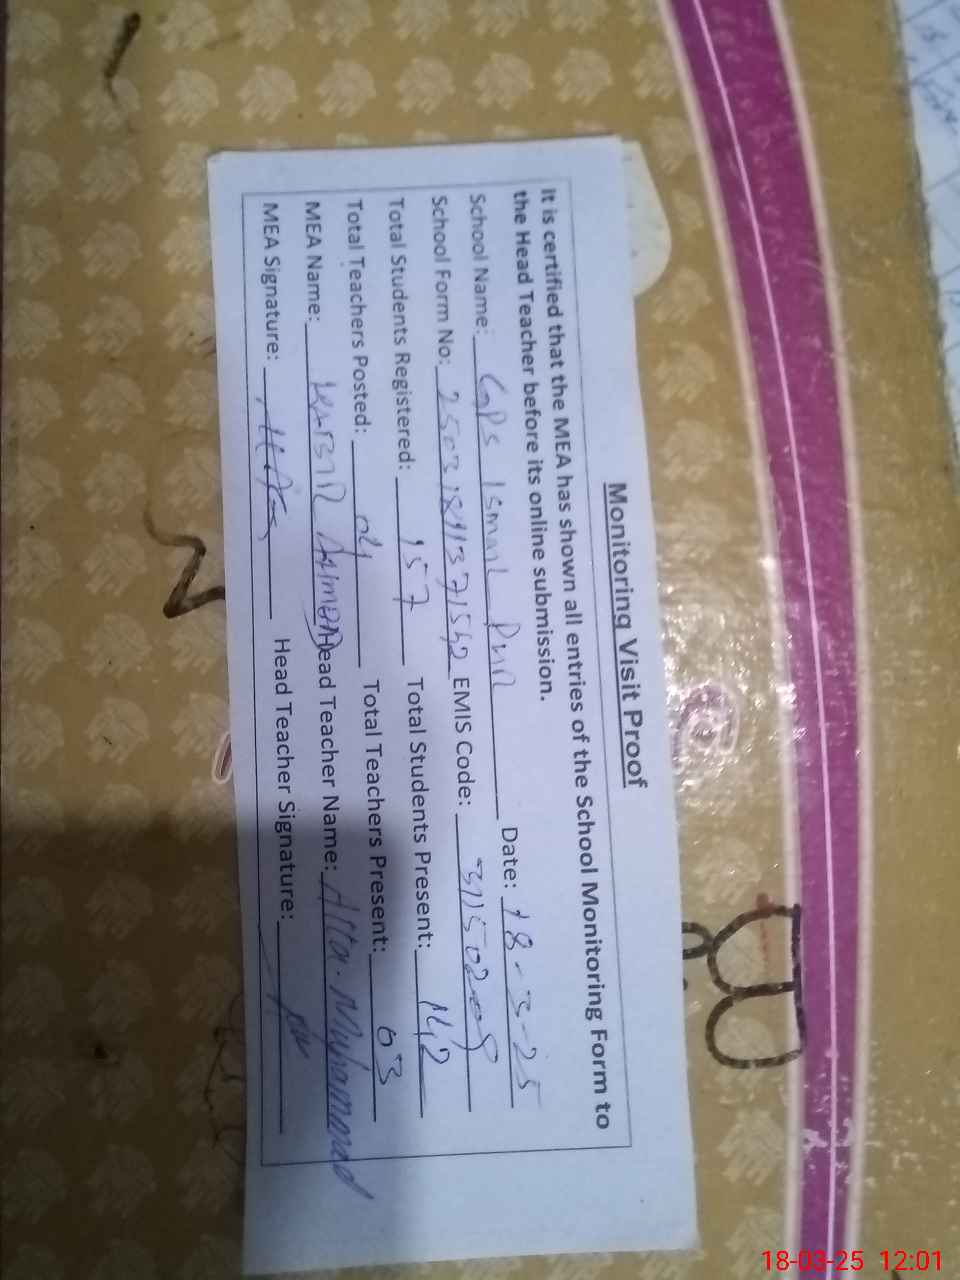 Monitoring Visit Proof
It is certified that the MEA has shown all entries of the School Monitoring Form to
the Head Teacher before its online submission.
School Name: GPS Ismail Pur Date: 18-3-25
School Form No: EMIS Code:
Total Students Registered: 157 Total Students Present: 142
Total Teachers Posted: 04 Total Teachers Present: 03
MEA Name: Head Teacher Name: Muhammad
MEA Signature: Head Teacher Signature:
18-03-25 12:01